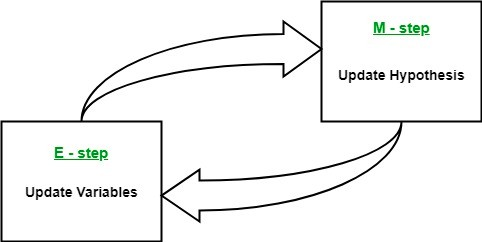 M - step
Update Hypothesis
E - step
Update Variables